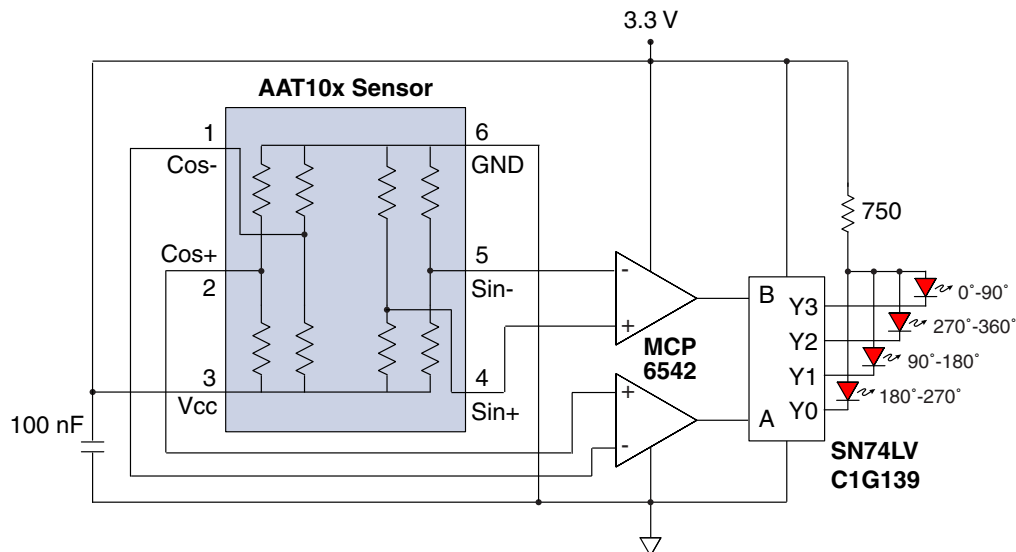 3.3 V
AAT10x Sensor
1
Cos-
6
GND
750
Cos+
2
5
Sin-
-
+
B
Y3
0˚-90˚
Y2
270˚-360˚
MCP
6542
Y1
90˚-180˚
3
Vcc
4
Sin+
+
-
A
Y0
180˚-270˚
100 nF
SN74LV
C1G139